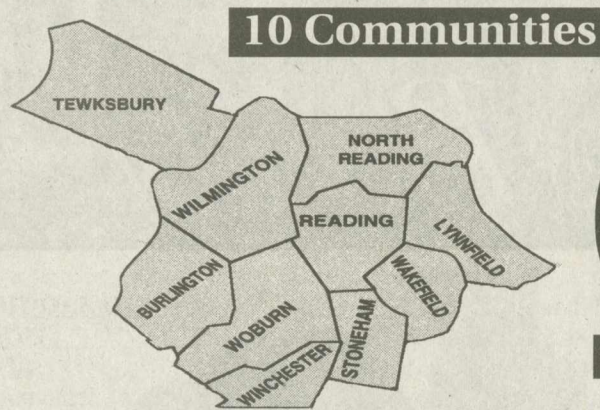 10 Communities
TEWKSBURY
WILMINGTON
NORTH
READING
READING
LYNNFIELD
BURLINGTON
WAKEFIELD
WOBURN
STONEHAM
WINCHESTER